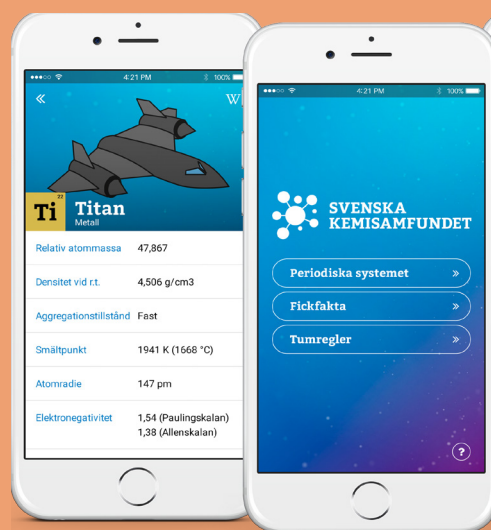 4:21 PM
100%
W
22
Ti
Titan
Metall
Relativ atommassa 47,867
Densitet vid r.t. 4,506 g/cm3
Aggregationstillstånd Fast
Smältpunkt 1941 K (1668 °C)
Atomradie 147 pm
Elektronegativitet 1,54 (Paulingskalan)
1,38 (Allenskalan)
4:21 PM
100%
SVENSKA
KEMISAMFUNDET
Periodiska systemet »
Fickfakta »
Tumregler »
?